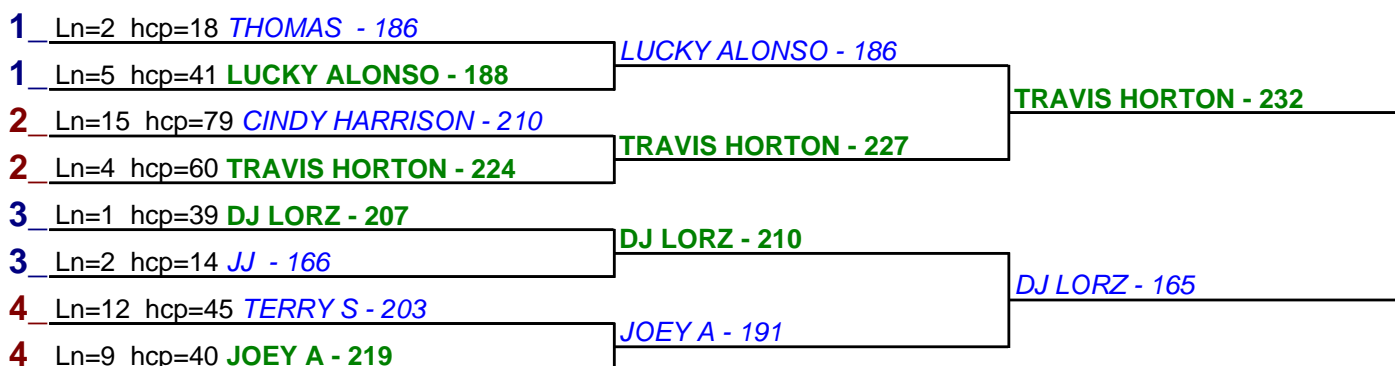 1_ Ln=2 hcp=18 THOMAS - 186
LUCKY ALONSO - 186
1_ Ln=5 hcp=41 LUCKY ALONSO - 188
TRAVIS HORTON - 232
2_ Ln=15 hcp=79 CINDY HARRISON - 210
TRAVIS HORTON - 227
2_ Ln=4 hcp=60 TRAVIS HORTON - 224
3_ Ln=1 hcp=39 DJ LORZ - 207
DJ LORZ - 210
3_ Ln=2 hcp=14 JJ - 166
DJ LORZ - 165
4_ Ln=12 hcp=45 TERRY S - 203
JOEY A - 191
4 Ln=9 hcp=40 JOEY A - 219